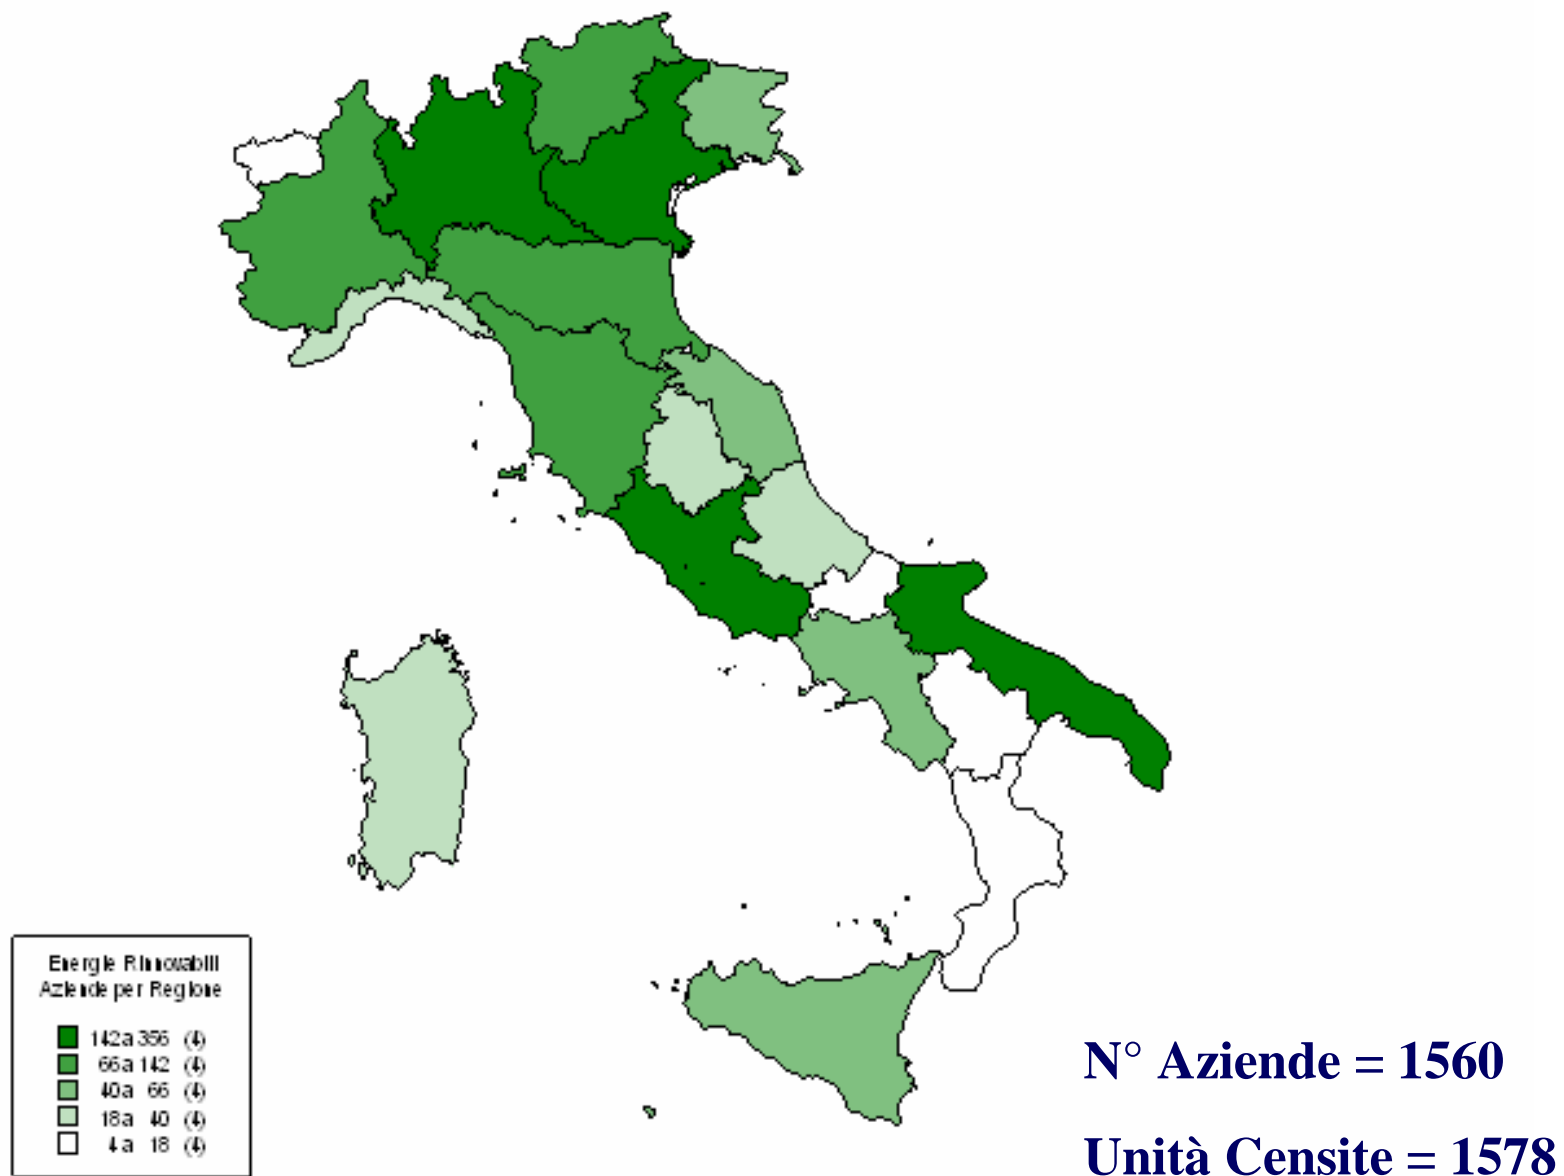 Energie Rinnovabili
Aziende per Regione
142 a 356 (4)
66 a 142 (4)
40 a 66 (4)
18 a 40 (4)
4 a 18 (4)
N° Aziende = 1560
Unità Censite = 1578